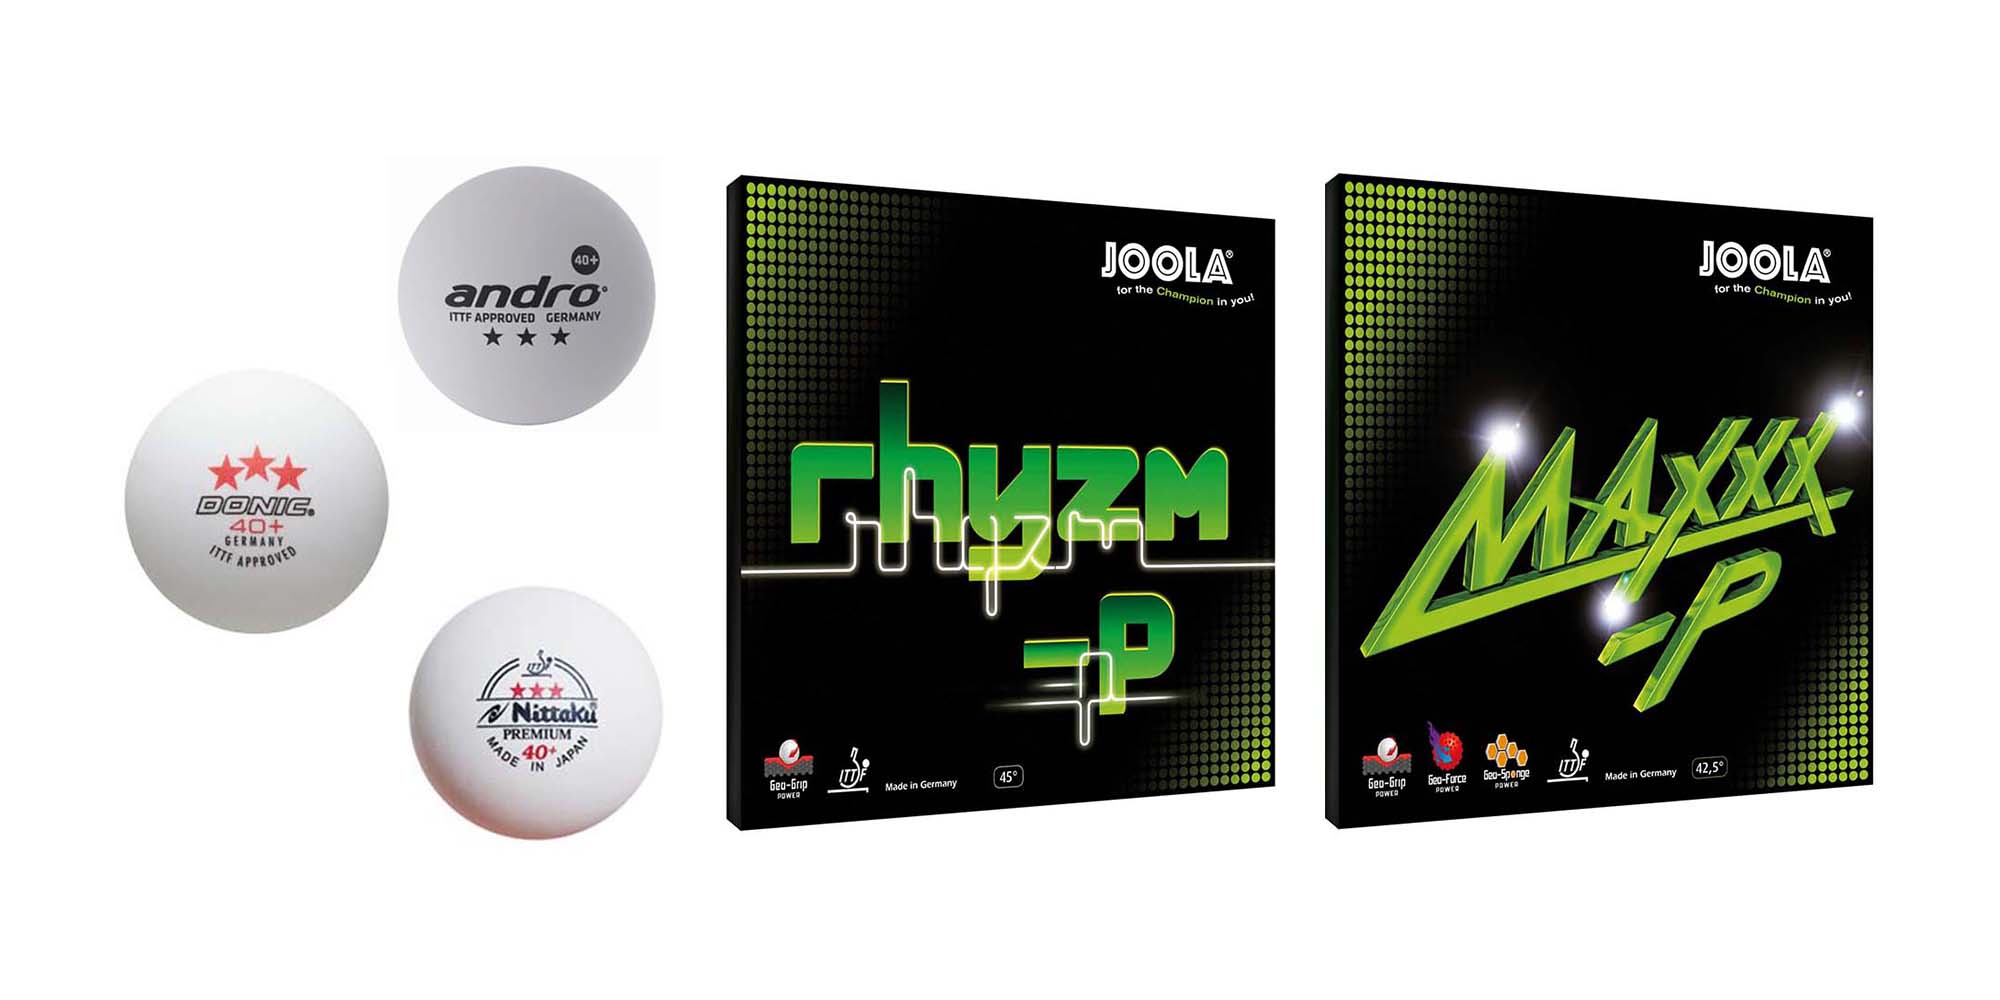 40+
andro
ITTF APPROVED GERMANY
DONIC®
40+
GERMANY
ITTF APPROVED
ITTF
Nittaku®
PREMIUM
40+
MADE IN JAPAN
JOOLA®
for the Champion in you!
rhyzm
rhyzm
-P
Geo-Grip
POWER
ITTF
Made in Germany
45°
JOOLA®
for the Champion in you!
MAXXX
-P
Geo-Grip
POWER
Geo-Force
POWER
Geo-Sponge
POWER
ITTF
Made in Germany
42,5°